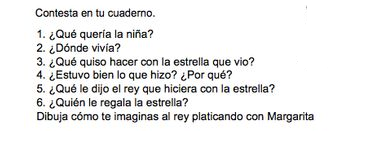 Contesta en tu cuaderno.
1. ¿Qué quería la niña?
2. ¿Dónde vivía?
3. ¿Qué quiso hacer con la estrella que vio?
4. ¿Estuvo bien lo que hizo? ¿Por qué?
5. ¿Qué le dijo el rey que hiciera con la estrella?
6. ¿Quién le regala la estrella?
Dibuja cómo te imaginas al rey platicando con Margarita